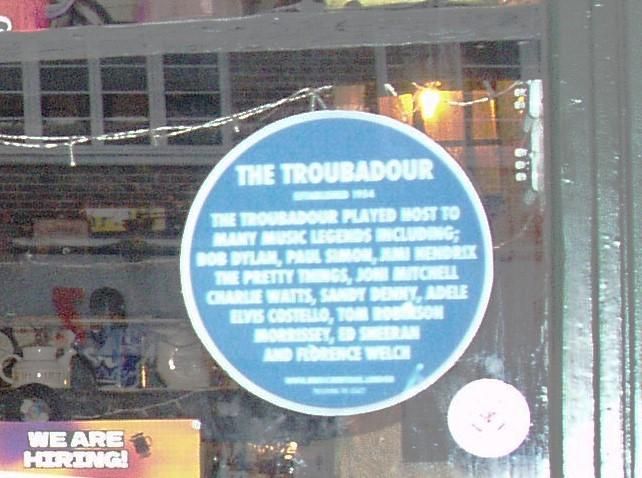 THE TROUBADOUR
ESTABLISHED 1954
THE TROUBADOUR PLAYED HOST TO
MANY MUSIC LEGENDS INCLUDING;
BOB DYLAN, PAUL SIMON, JIMI HENDRIX
THE PRETTY THINGS, JONI MITCHELL
CHARLIE WATTS, SANDY DENNY, ADELE
ELVIS COSTELLO, TOM ROBINSON
MORRISSEY, ED SHEERAN
AND FLORENCE WELCH
WE ARE
HIRING!